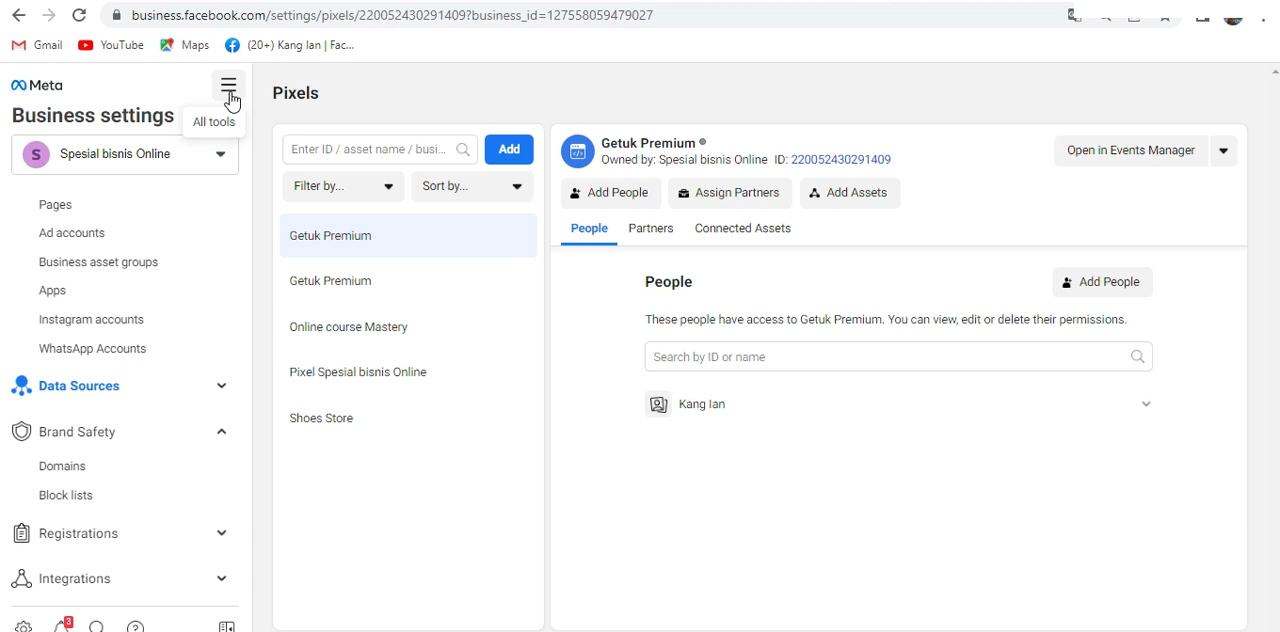 business.facebook.com/settings/pixels/220052430291409?business_id=127558059479027
Gmail YouTube Maps (20+) Kang Ian | Fac...
Meta
Business settings
All tools
S Spesial bisnis Online
Pages
Ad accounts
Business asset groups
Apps
Instagram accounts
WhatsApp Accounts
Data Sources
Brand Safety
Domains
Block lists
Registrations
Integrations
3
Pixels
Enter ID / asset name / busi... Add
Filter by... Sort by...
Getuk Premium
Getuk Premium
Online course Mastery
Pixel Spesial bisnis Online
Shoes Store
Getuk Premium
Owned by: Spesial bisnis Online ID: 220052430291409
Open in Events Manager
Add People Assign Partners Add Assets
People Partners Connected Assets
People Add People
These people have access to Getuk Premium. You can view, edit or delete their permissions.
Search by ID or name
Kang Ian